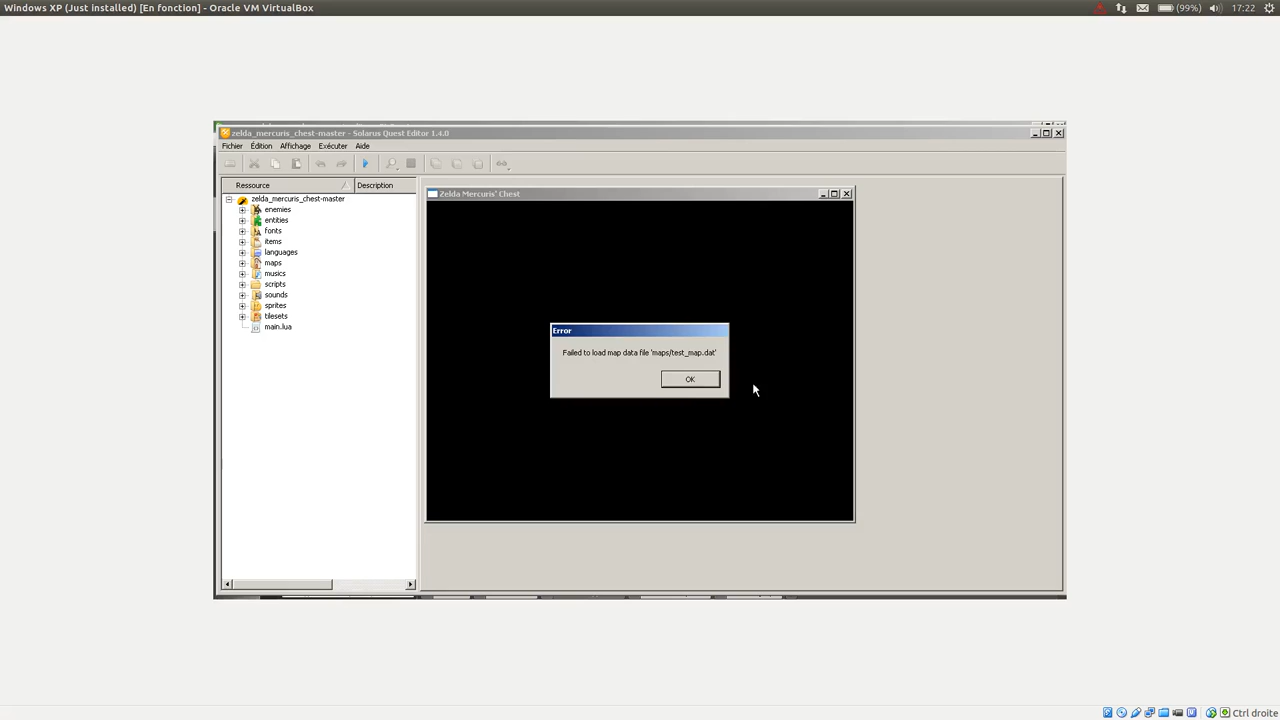 Windows XP (Just installed) [En fonction] - Oracle VM VirtualBox
(99%)
17:22
zelda_mercuris_chest-master - Solarus Quest Editor 1.4.0
Fichier Édition Affichage Exécuter Aide
Ressource Description
zelda_mercuris_chest-master
enemies
entities
fonts
items
languages
maps
musics
scripts
sounds
sprites
tilesets
main.lua
Zelda Mercuris' Chest
Error
Failed to load map data file 'maps/test_map.dat'
OK
Ctrl droite